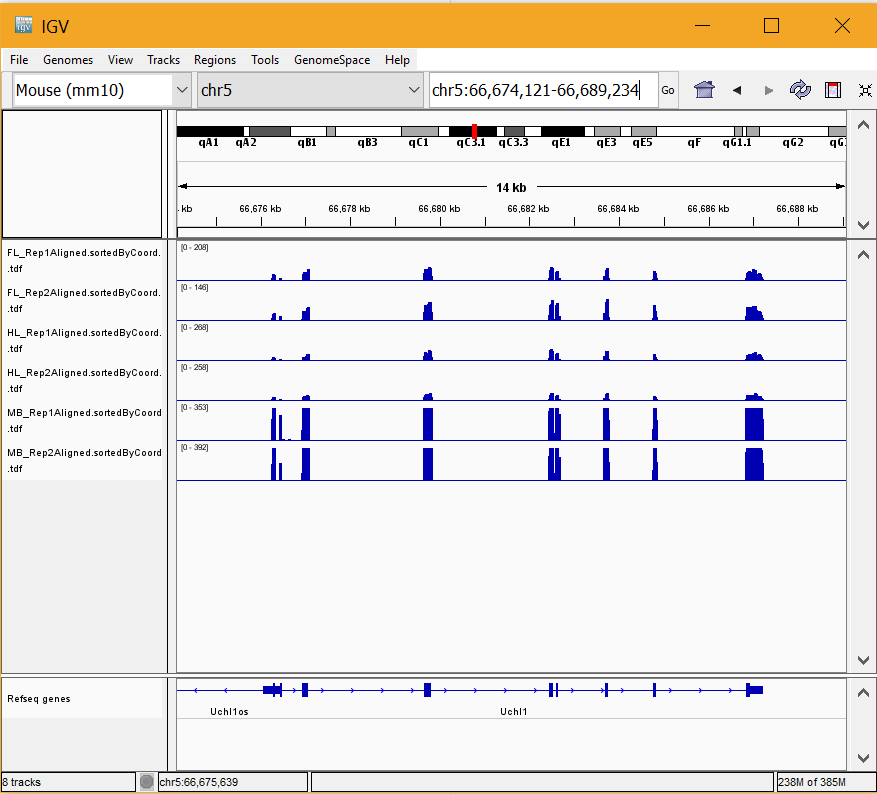 IGV
File Genomes View Tracks Regions Tools GenomeSpace Help
Mouse (mm10) chr5 chr5:66,674,121-66,689,234 Go
qA1 qA2 qB1 qB3 qC1 qC3.1 qC3.3 qE1 qE3 qE5 qF qG1.1 qG2
14 kb
kb 66,676 kb 66,678 kb 66,680 kb 66,682 kb 66,684 kb 66,686 kb 66,688 kb
[0 - 208]
FL_Rep1Aligned.sortedByCoord.
.tdf
[0 - 146]
FL_Rep2Aligned.sortedByCoord.
.tdf
[0 - 268]
HL_Rep1Aligned.sortedByCoord.
.tdf
[0 - 258]
HL_Rep2Aligned.sortedByCoord.
.tdf
[0 - 353]
MB_Rep1Aligned.sortedByCoord
.tdf
[0 - 392]
MB_Rep2Aligned.sortedByCoord
.tdf
Refseq genes
Uchl1os Uchl1
8 tracks chr5:66,675,639 238M of 385M